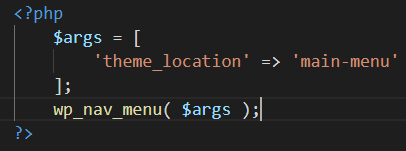 <?php
$args = [
'theme_location' => 'main-menu'
];
wp_nav_menu( $args );
?>